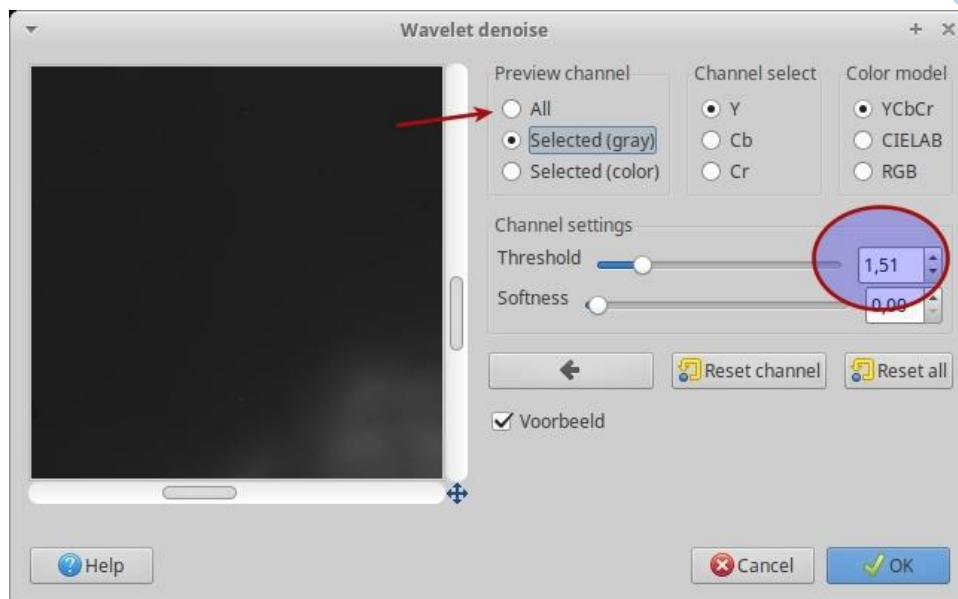 Wavelet denoise
Preview channel
All
Selected (gray)
Selected (color)
Channel select
Y
Cb
Cr
Color model
YCbCr
CIELAB
RGB
Channel settings
Threshold 1,51
Softness 0,00
Reset channel
Reset all
Voorbeeld
Help
Cancel
OK